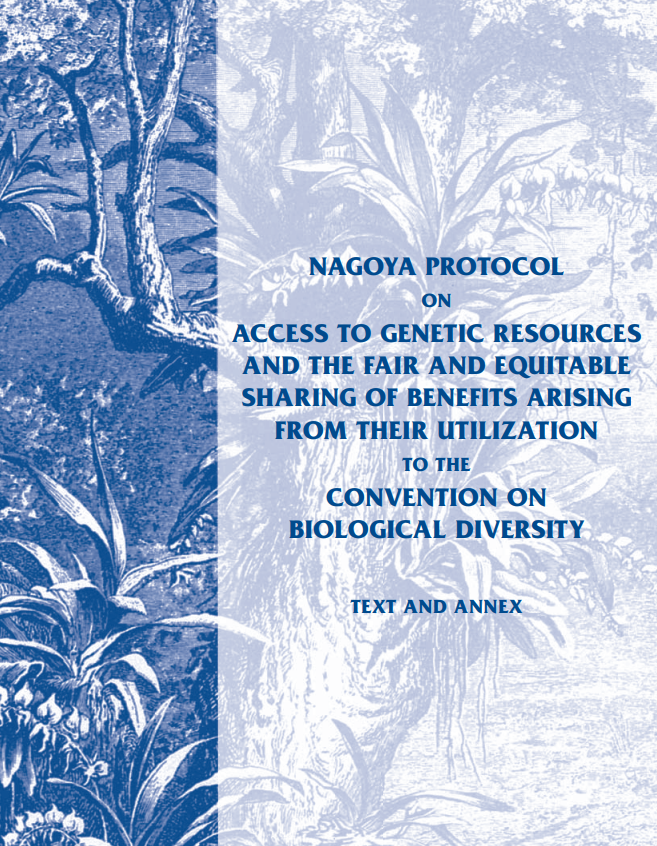 NAGOYA PROTOCOL
ON
ACCESS TO GENETIC RESOURCES
AND THE FAIR AND EQUITABLE
SHARING OF BENEFITS ARISING
FROM THEIR UTILIZATION
TO THE
CONVENTION ON
BIOLOGICAL DIVERSITY
TEXT AND ANNEX